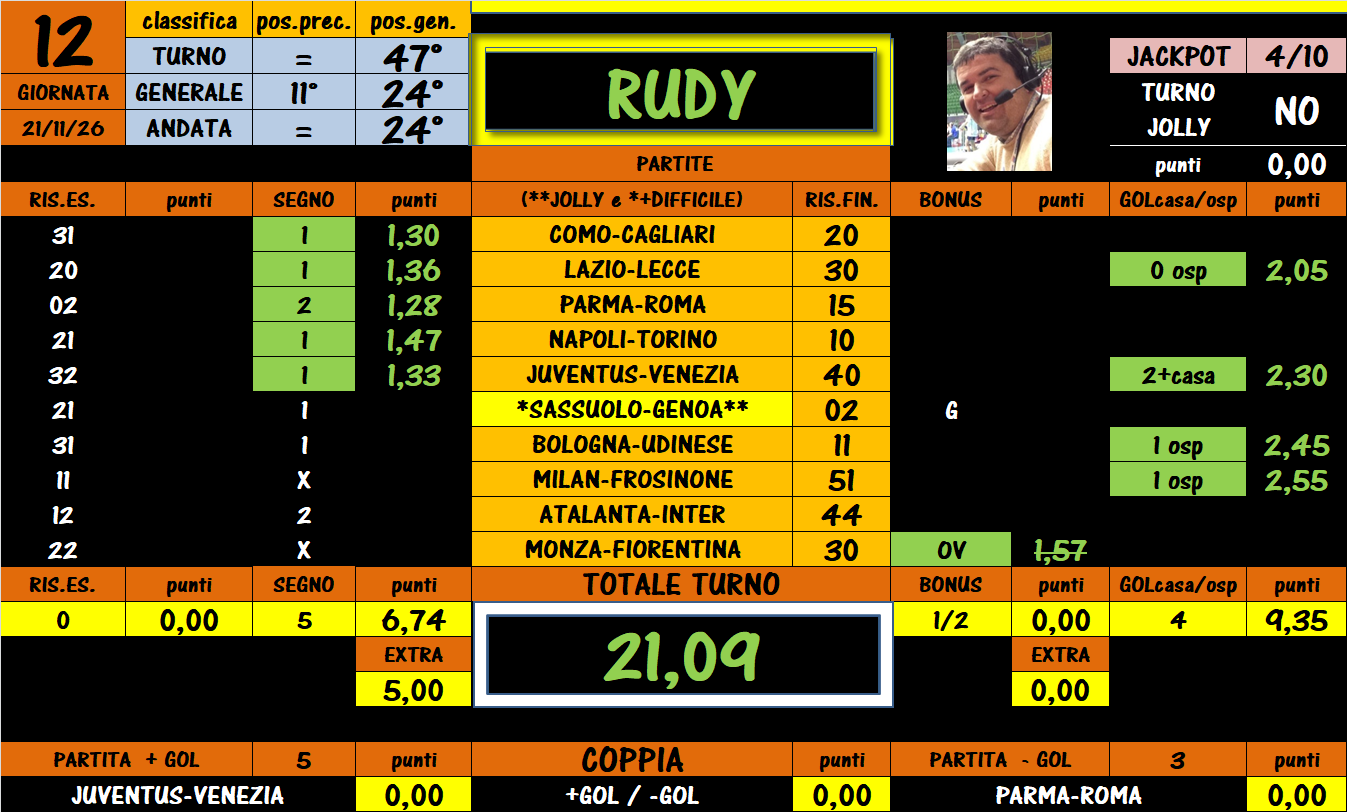 12 classifica pos.prec. pos.gen.
TURNO = 47° RUDY JACKPOT 4/10
GIORNATA GENERALE 11° 24° TURNO JOLLY NO
21/11/26 ANDATA = 24°
PARTITE punti 0,00
RIS.ES. punti SEGNO punti (**JOLLY e *+DIFFICILE) RIS.FIN. BONUS punti GOLcasa/osp punti
31 1 1,30 COMO-CAGLIARI 20
20 1 1,36 LAZIO-LECCE 30 0 osp 2,05
02 2 1,28 PARMA-ROMA 15
21 1 1,47 NAPOLI-TORINO 10
32 1 1,33 JUVENTUS-VENEZIA 40 2+casa 2,30
21 1 *SASSUOLO-GENOA** 02 G
31 1 BOLOGNA-UDINESE 11 1 osp 2,45
11 X MILAN-FROSINONE 51 1 osp 2,55
12 2 ATALANTA-INTER 44
22 X MONZA-FIORENTINA 30 OV 1,57
RIS.ES. punti SEGNO punti TOTALE TURNO BONUS punti GOLcasa/osp punti
0 0,00 5 6,74 21,09 1/2 0,00 4 9,35
EXTRA EXTRA
5,00 0,00
PARTITA + GOL 5 punti COPPIA punti PARTITA - GOL 3 punti
JUVENTUS-VENEZIA 0,00 +GOL / -GOL 0,00 PARMA-ROMA 0,00